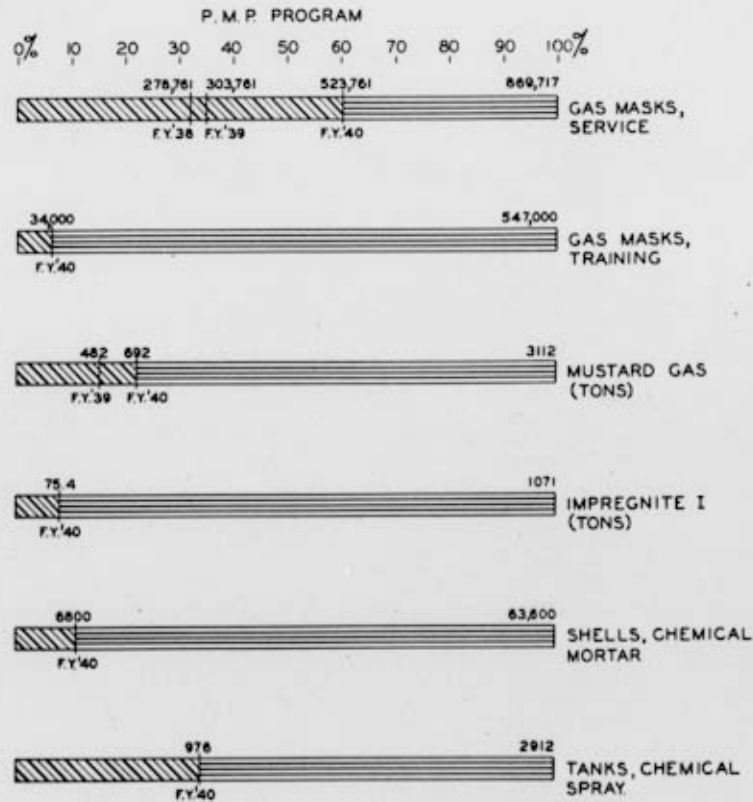 P.M.P. PROGRAM
0% 10 20 30 40 50 60 70 80 90 100%
278,761 303,761 523,761 869,717
GAS MASKS,
SERVICE
F.Y.'38 F.Y.'39 F.Y.'40
34,000 547,000
GAS MASKS,
TRAINING
F.Y.'40
482 692 3112
MUSTARD GAS
(TONS)
F.Y.'39 F.Y.'40
75.4 1071
IMPREGNITE I
(TONS)
F.Y.'40
6800 63,600
SHELLS, CHEMICAL
MORTAR
F.Y.'40
976 2912
TANKS, CHEMICAL
SPRAY.
F.Y.'40